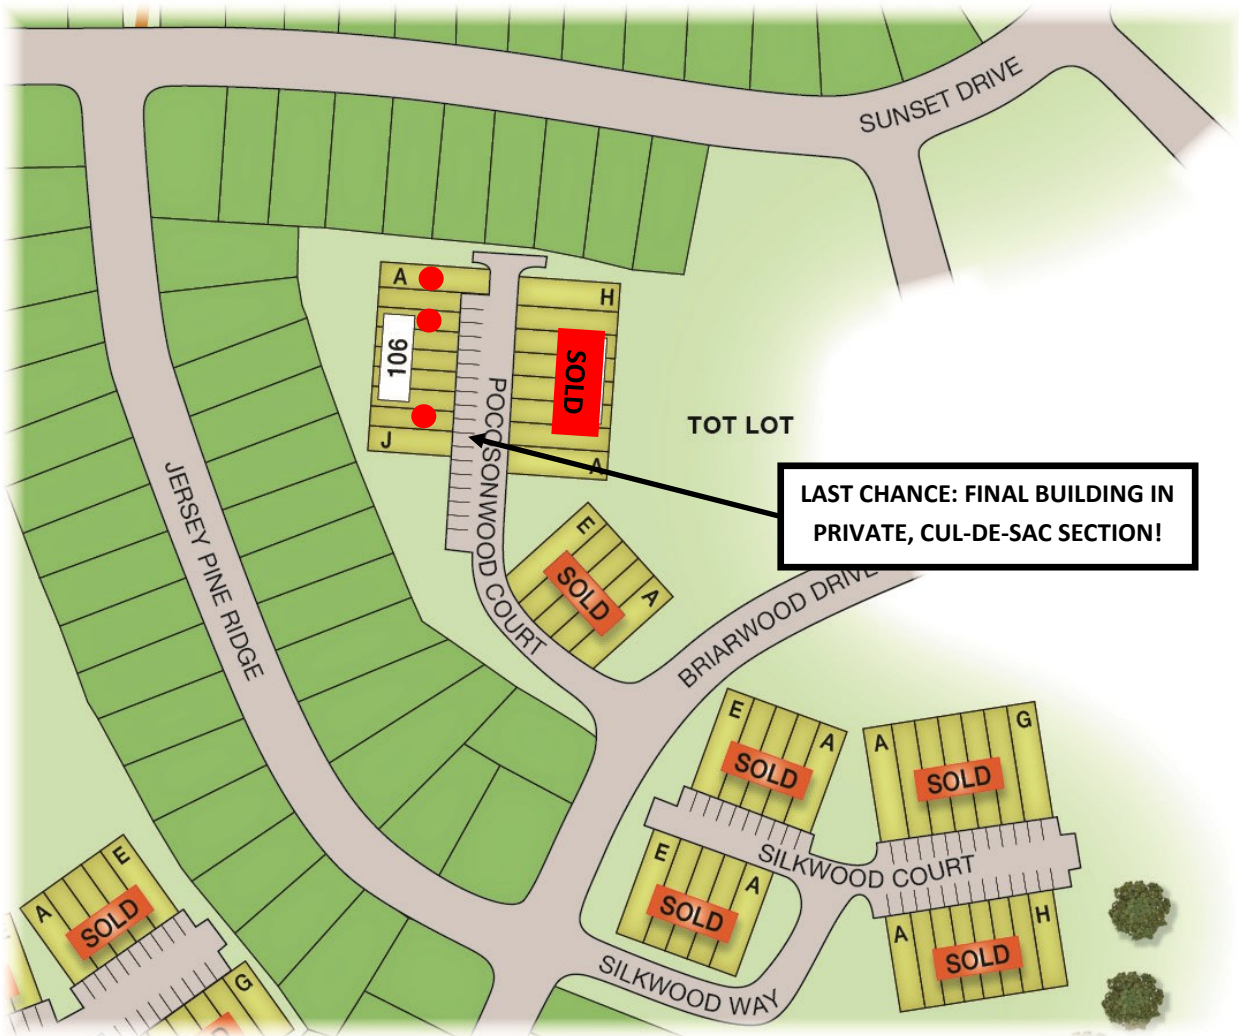 SUNSET DRIVE
A
H
106
SOLD
POCOSONWOOD COURT
TOT LOT
J
A
LAST CHANCE: FINAL BUILDING IN
PRIVATE, CUL-DE-SAC SECTION!
JERSEY PINE RIDGE
E
SOLD
A
BRIARWOOD DRIVE
E
A
SOLD
A
G
SOLD
SILKWOOD COURT
E
A
SOLD
A
H
SOLD
SILKWOOD WAY
E
A
SOLD
G